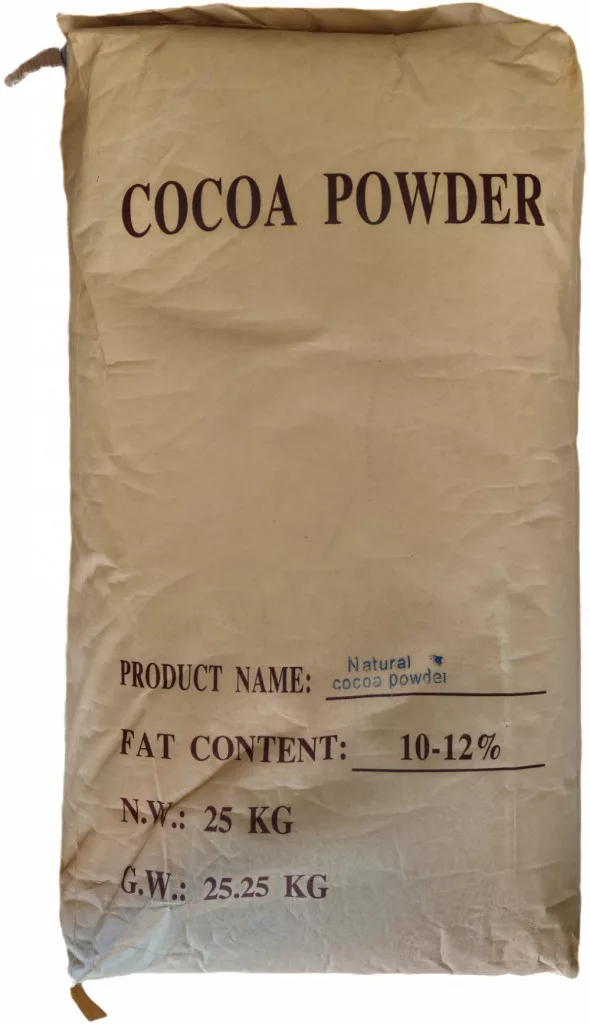 COCOA POWDER
PRODUCT NAME: Natural cocoa powder
FAT CONTENT: 10-12%
N.W.: 25 KG
G.W.: 25.25 KG